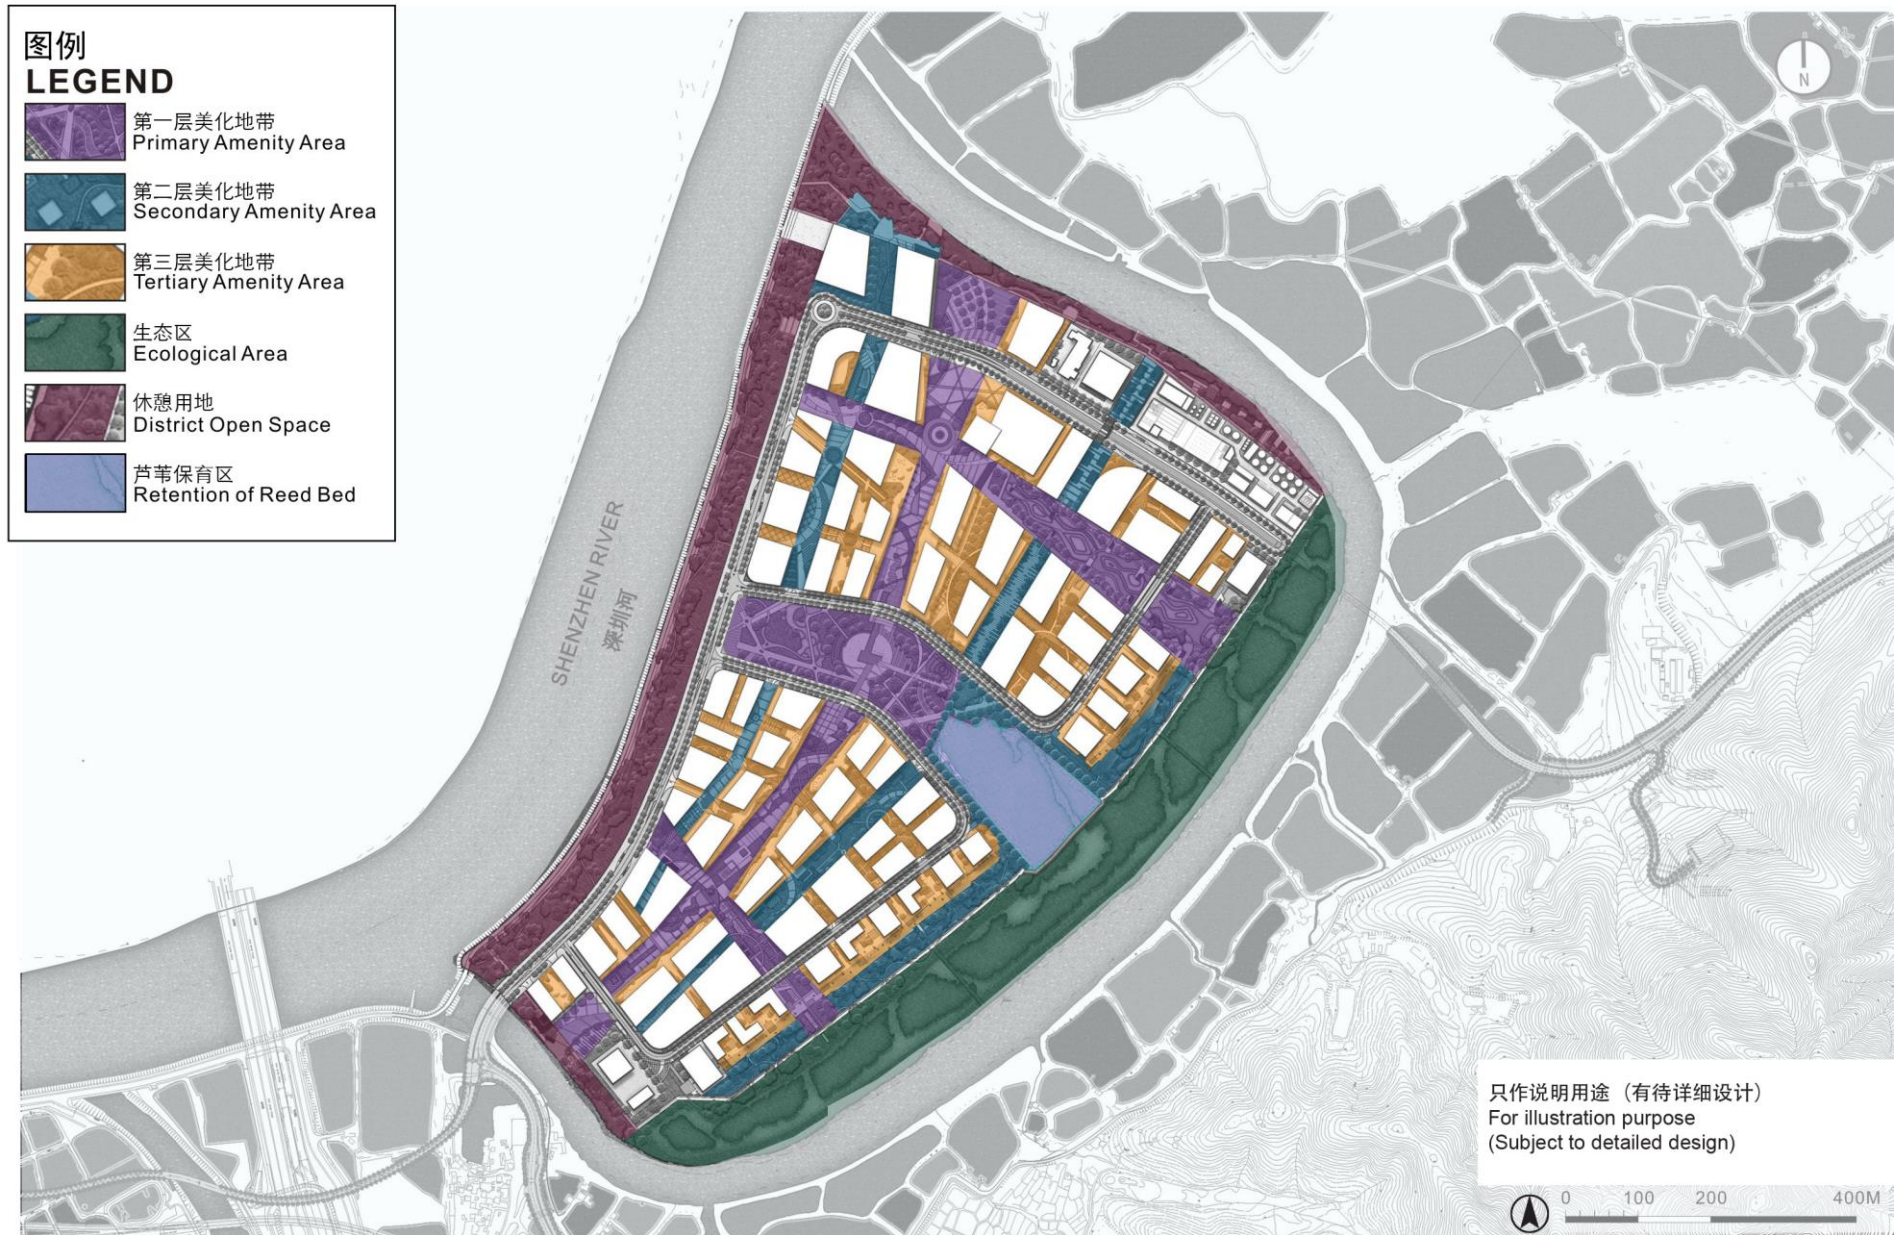 图例
LEGEND
第一层美化地带
Primary Amenity Area
第二层美化地带
Secondary Amenity Area
第三层美化地带
Tertiary Amenity Area
生态区
Ecological Area
休憩用地
District Open Space
芦苇保育区
Retention of Reed Bed
N
SHENZHEN RIVER
深圳河
只作说明用途（有待详细设计）
For illustration purpose
(Subject to detailed design)
0 100 200 400M